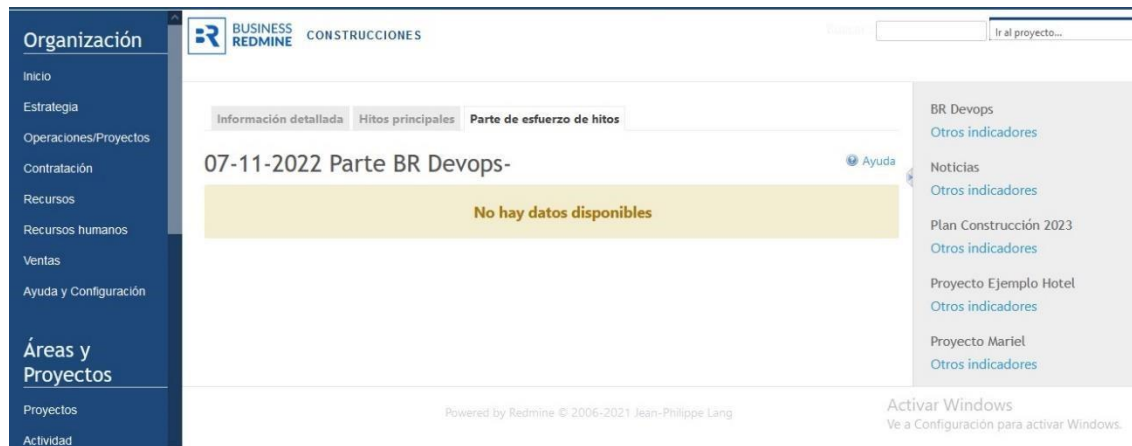 Organización
Inicio
Estrategia
Operaciones/Proyectos
Contratación
Recursos
Recursos humanos
Ventas
Ayuda y Configuración
Áreas y
Proyectos
Proyectos
Actividad
BUSINESS
REDMINE
CONSTRUCCIONES
Ir al proyecto...
Información detallada Hitos principales Parte de esfuerzo de hitos
07-11-2022 Parte BR Devops-
Ayuda
No hay datos disponibles
BR Devops
Otros indicadores
Noticias
Otros indicadores
Plan Construcción 2023
Otros indicadores
Proyecto Ejemplo Hotel
Otros indicadores
Proyecto Mariel
Otros indicadores
Powered by Redmine © 2006-2021 Jean-Philippe Lang
Activar Windows
Ve a Configuración para activar Windows.